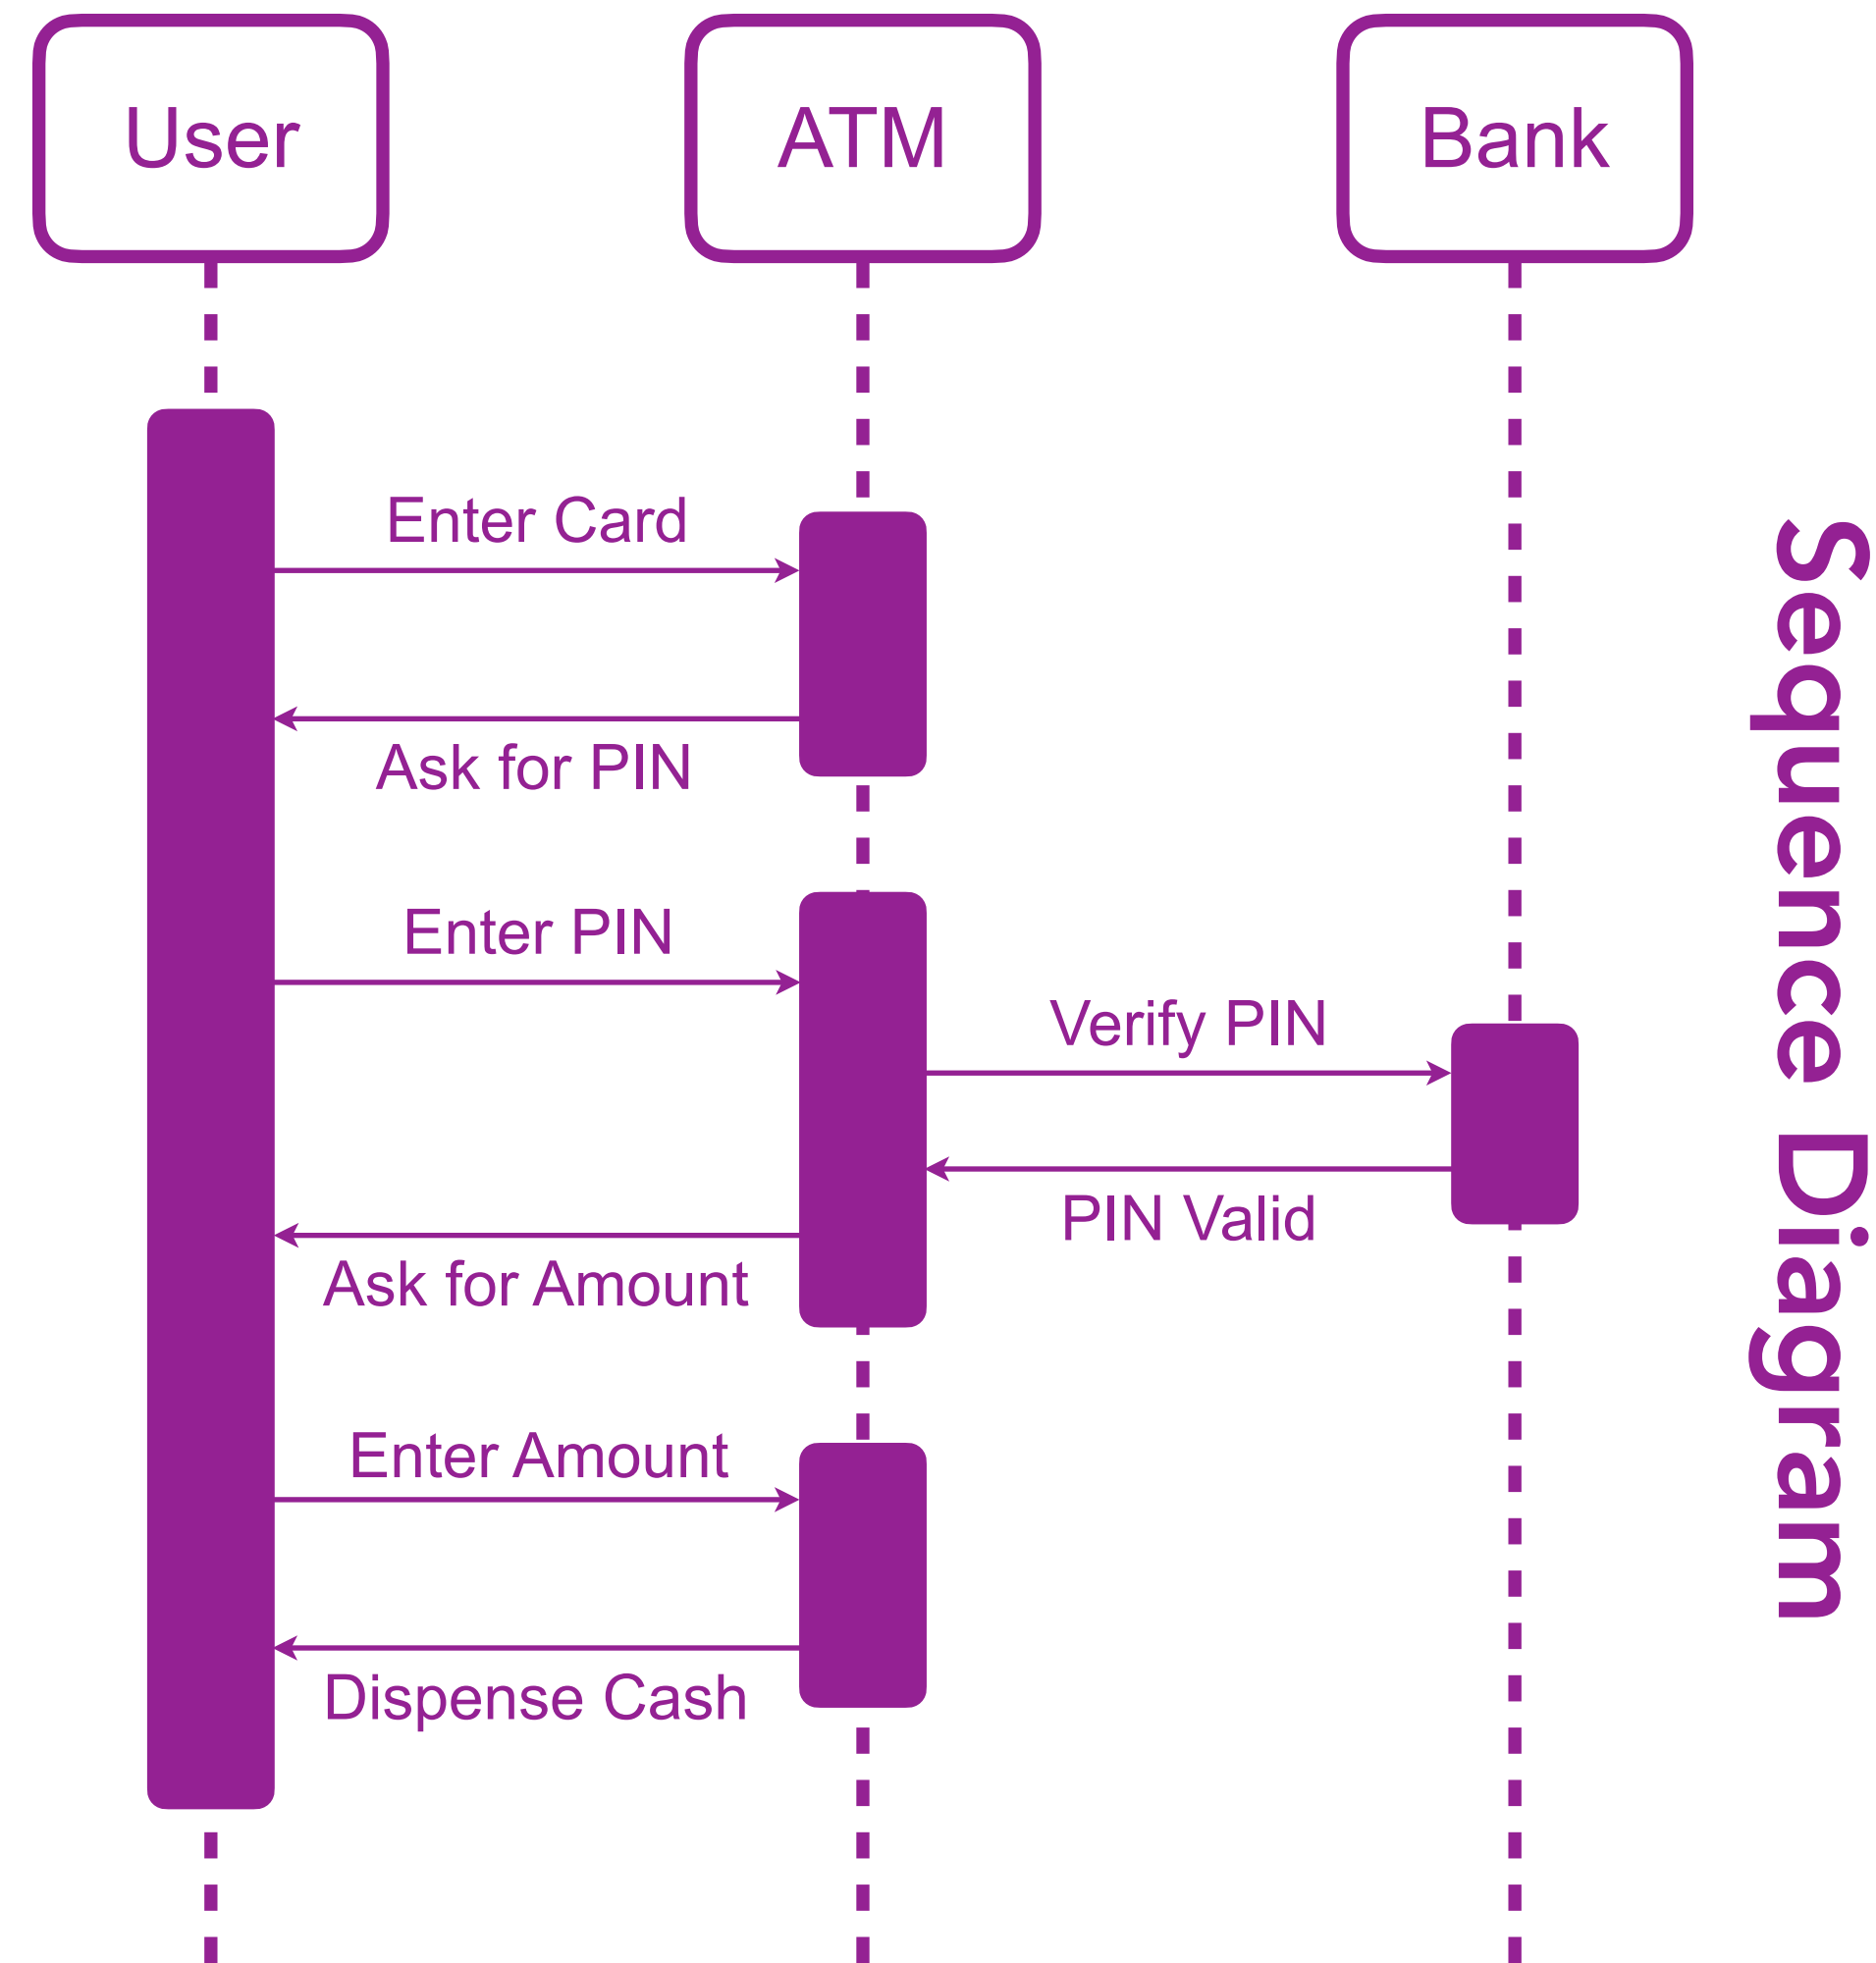 User
ATM
Bank
Enter Card
Ask for PIN
Enter PIN
Verify PIN
PIN Valid
Ask for Amount
Enter Amount
Dispense Cash
Sequence Diagram